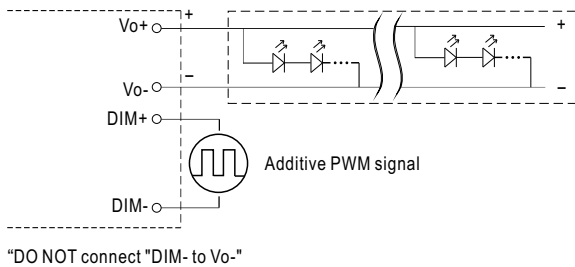 Vo+
+
+
Vo-
–
–
DIM+
Additive PWM signal
DIM-
“DO NOT connect "DIM- to Vo-"